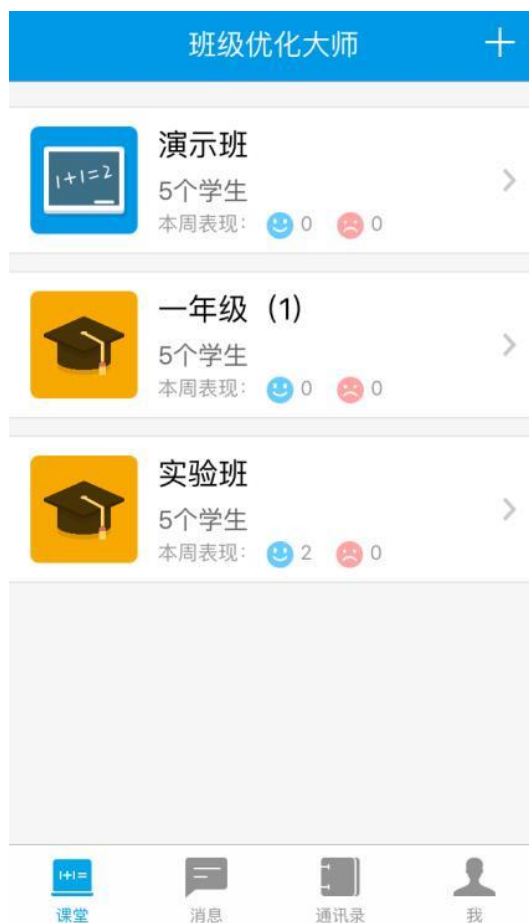 班级优化大师
1+1=2
演示班
5个学生
本周表现: 0 0
一年级（1）
5个学生
本周表现: 0 0
实验班
5个学生
本周表现: 2 0
1+1=
课堂 消息 通讯录 我